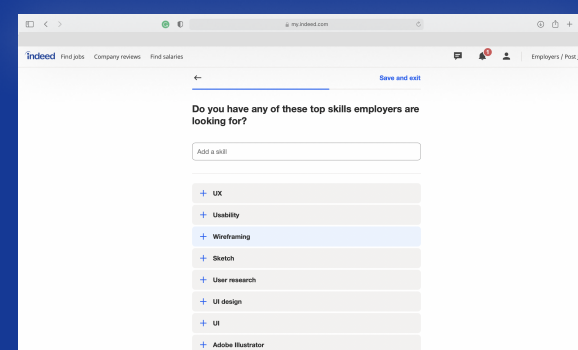 my.indeed.com
indeed Find jobs Company reviews Find salaries Employers / Post
Save and exit
Do you have any of these top skills employers are
looking for?
Add a skill
UX
Usability
Wireframing
Sketch
User research
UI design
UI
Adobe Illustrator